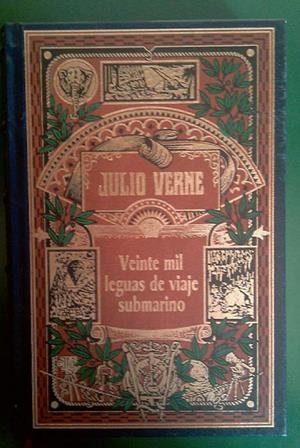 JULIO VERNE
Veinte mil
leguas de viaje
submarino